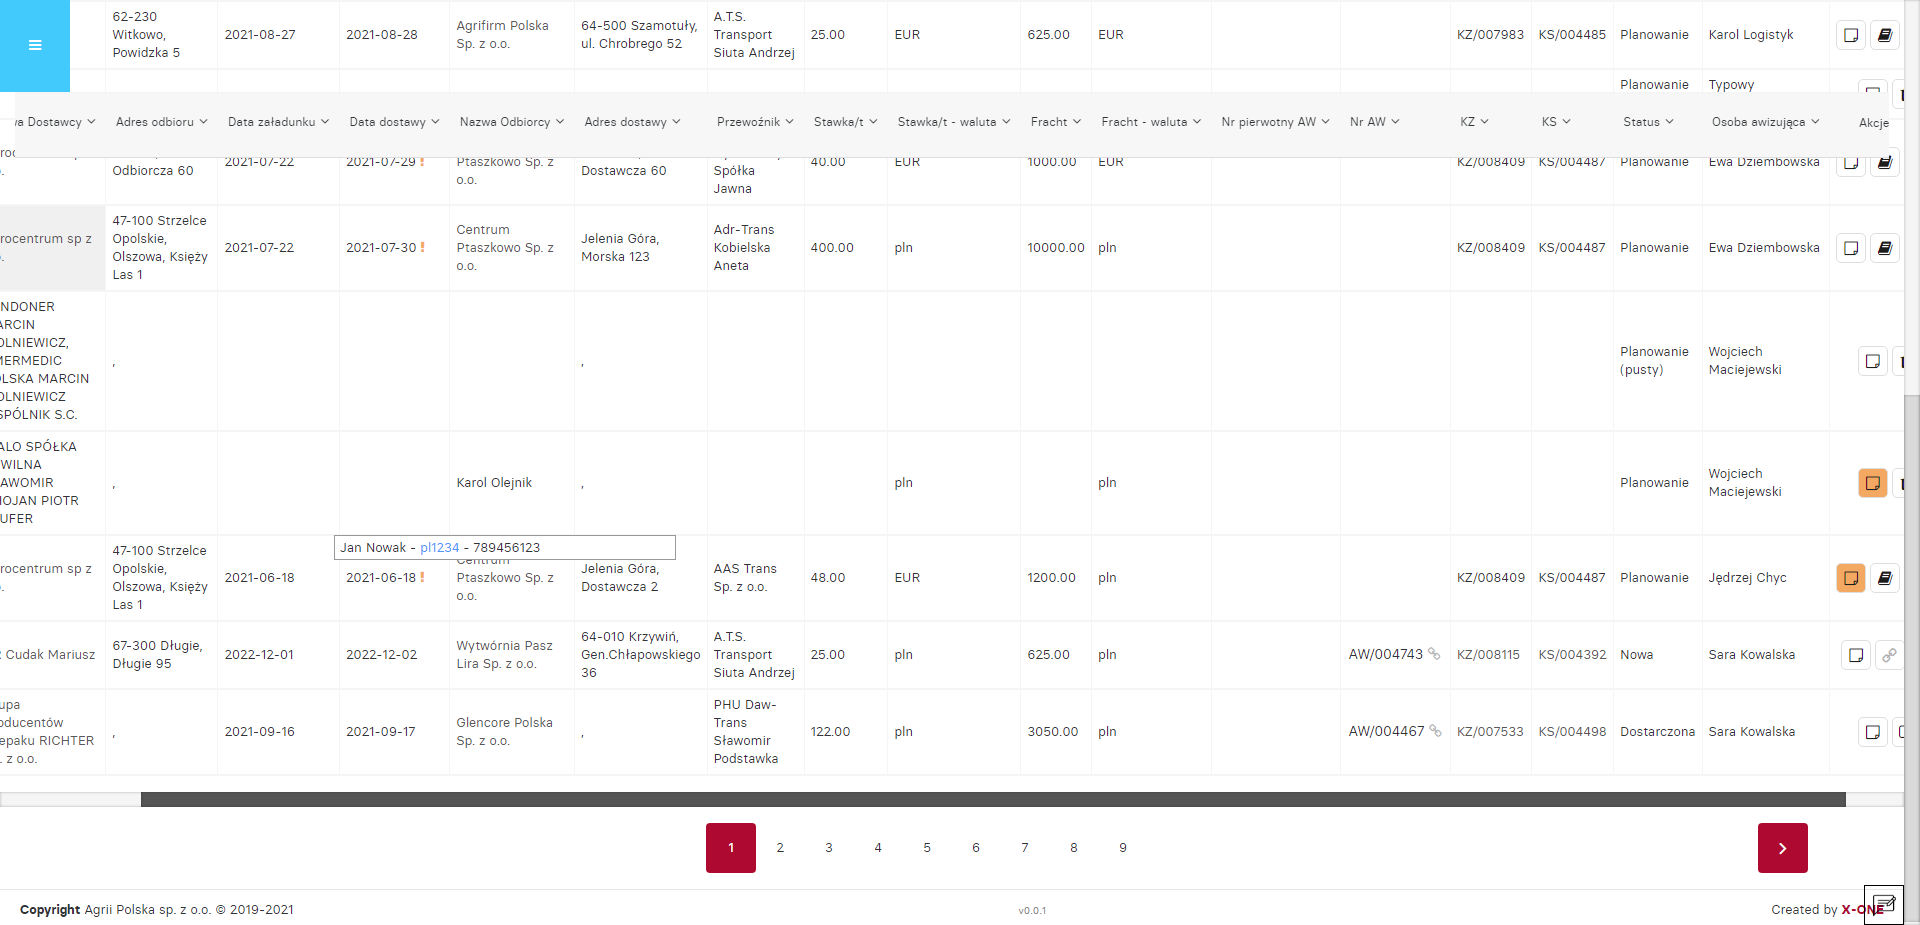 62-230
Witkowo,
Powidzka 5
2021-08-27
2021-08-28
Agrifirm Polska
Sp. z o.o.
64-500 Szamotuły,
ul. Chrobrego 52
A.T.S.
Transport
Siuta Andrzej
25.00
EUR
625.00
EUR
KZ/007983
KS/004485
Planowanie
Karol Logistyk
Planowanie
Typowy
va Dostawcy
Adres odbioru
Data załadunku
Data dostawy
Nazwa Odbiorcy
Adres dostawy
Przewoźnik
Stawka/t
Stawka/t - waluta
Fracht
Fracht - waluta
Nr pierwotny AW
Nr AW
KZ
KS
Status
Osoba awizująca
Akcje
Odbiorcza 60
2021-07-22
2021-07-29 !
Ptaszkowo Sp. z
o.o.
Dostawcza 60
Spółka
Jawna
40.00
EUR
1000.00
EUR
KZ/008409
KS/004487
Planowanie
Ewa Dziembowska
rocentrum sp z
47-100 Strzelce
Opolskie,
Olszowa, Księży
Las 1
2021-07-22
2021-07-30 !
Centrum
Ptaszkowo Sp. z
o.o.
Jelenia Góra,
Morska 123
Adr-Trans
Kobielska
Aneta
400.00
pln
10000.00
pln
KZ/008409
KS/004487
Planowanie
Ewa Dziembowska
NDONER
ARCIN
OLNIEWICZ,
MERMEDIC
OLSKA MARCIN
OLNIEWICZ
SPÓLNIK S.C.
,
,
Planowanie
(pusty)
Wojciech
Maciejewski
ALO SPÓŁKA
WILNA
AWOMIR
HOJAN PIOTR
UFER
,
Karol Olejnik
,
pln
pln
Planowanie
Wojciech
Maciejewski
Jan Nowak - pl1234 - 789456123
rocentrum sp z
47-100 Strzelce
Opolskie,
Olszowa, Księży
Las 1
2021-06-18
2021-06-18 !
Centrum
Ptaszkowo Sp. z
o.o.
Jelenia Góra,
Dostawcza 2
AAS Trans
Sp. z o.o.
48.00
EUR
1200.00
pln
KZ/008409
KS/004487
Planowanie
Jędrzej Chyc
Cudak Mariusz
67-300 Długie,
Długie 95
2022-12-01
2022-12-02
Wytwórnia Pasz
Lira Sp. z o.o.
64-010 Krzywiń,
Gen.Chłapowskiego
36
A.T.S.
Transport
Siuta Andrzej
25.00
pln
625.00
pln
AW/004743
KZ/008115
KS/004392
Nowa
Sara Kowalska
upa
oducentów
epaku RICHTER
. z o.o.
,
2021-09-16
2021-09-17
Glencore Polska
Sp. z o.o.
,
PHU Daw-
Trans
Sławomir
Podstawka
122.00
pln
3050.00
pln
AW/004467
KZ/007533
KS/004498
Dostarczona
Sara Kowalska
1 2 3 4 5 6 7 8 9
Copyright Agrii Polska sp. z o.o. © 2019-2021
v0.0.1
Created by X-ONE